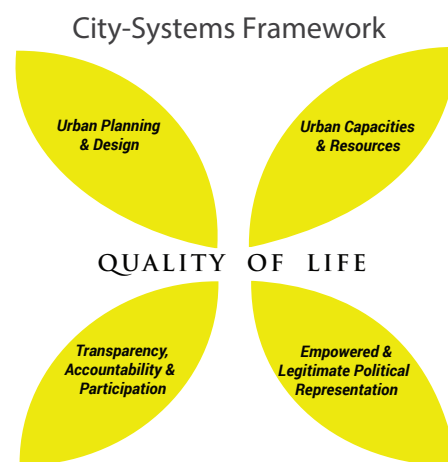 City-Systems Framework
Urban Planning
& Design
Urban Capacities
& Resources
QUALITY OF LIFE
Transparency,
Accountability &
Participation
Empowered &
Legitimate Political
Representation